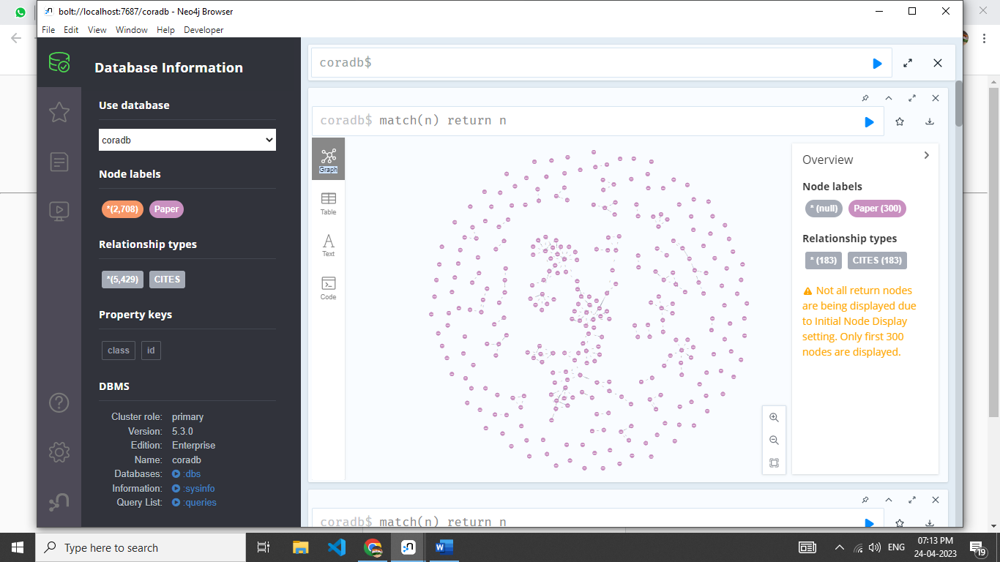 bolt://localhost:7687/coradb - Neo4j Browser
File Edit View Window Help Developer
Database Information
Use database
coradb
Node labels
*(2,708) Paper
Relationship types
*(5,429) CITES
Property keys
class id
DBMS
Cluster role: primary
Version: 5.3.0
Edition: Enterprise
Name: coradb
Databases: :dbs
Information: :sysinfo
Query List: :queries
coradb$
coradb$ match(n) return n
Graph
Table
Text
Code
Overview
Node labels
* (null) Paper (300)
Relationship types
* (183) CITES (183)
Not all return nodes
are being displayed due
to Initial Node Display
setting. Only first 300
nodes are displayed.
coradb$ match(n) return n
Type here to search
ENG
07:13 PM
24-04-2023
19